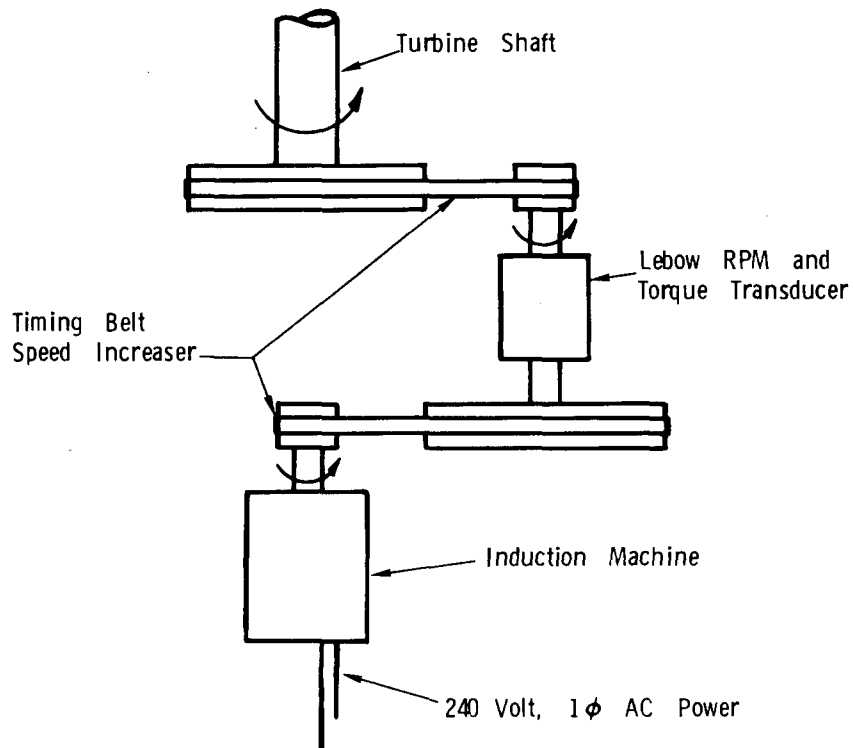 Turbine Shaft
Lebow RPM and
Torque Transducer
Timing Belt
Speed Increaser
Induction Machine
240 Volt, 1ϕ AC Power